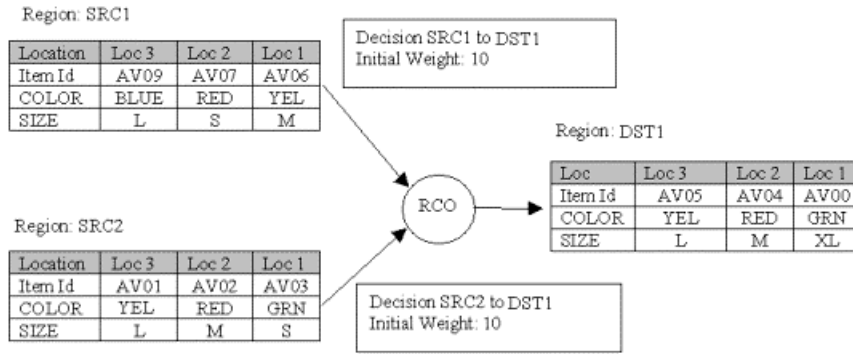 Region: SRC1
Location Loc 3 Loc 2 Loc 1
Item Id AV09 AV07 AV06
COLOR BLUE RED YEL
SIZE L S M
Decision SRC1 to DST1
Initial Weight: 10
Region: DST1
Loc Loc 3 Loc 2 Loc 1
Item Id AV05 AV04 AV00
COLOR YEL RED GRN
SIZE L M XL
RCO
Region: SRC2
Location Loc 3 Loc 2 Loc 1
Item Id AV01 AV02 AV03
COLOR YEL RED GRN
SIZE L M S
Decision SRC2 to DST1
Initial Weight: 10